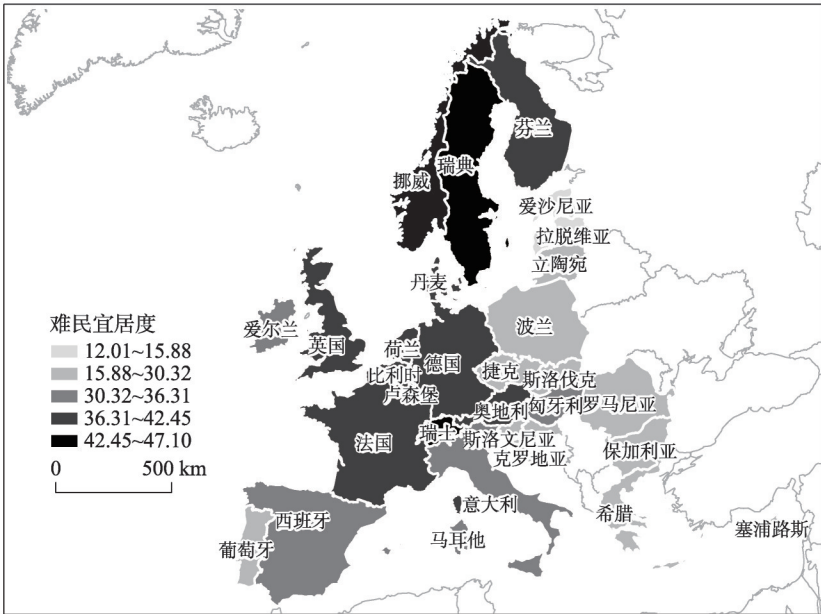 芬兰
瑞典
挪威
爱沙尼亚
拉脱维亚
立陶宛
丹麦
难民宜居度
12.01~15.88
15.88~30.32
30.32~36.31
36.31~42.45
42.45~47.10
0 500 km
爱尔兰
英国
荷兰
比利时
卢森堡
德国
波兰
捷克
斯洛伐克
奥地利
匈牙利
罗马尼亚
法国
瑞士
斯洛文尼亚
克罗地亚
保加利亚
西班牙
葡萄牙
意大利
马耳他
希腊
塞浦路斯